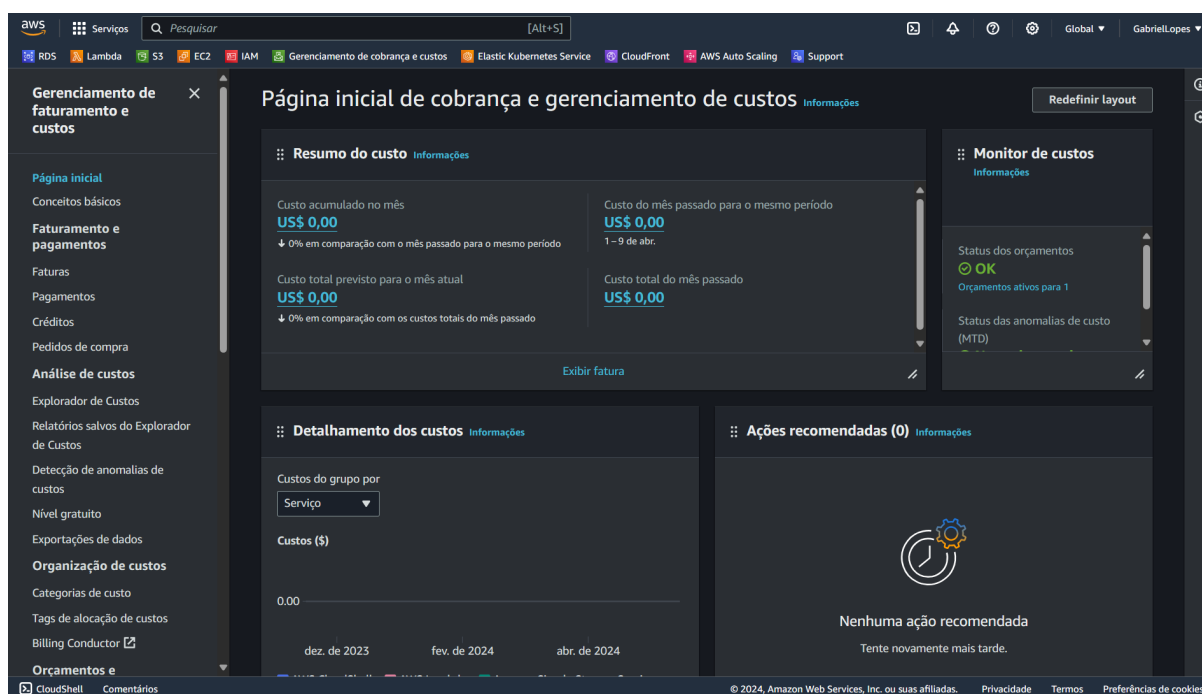 aws
Serviços
Pesquisar
[Alt+S]
Global
GabrielLopes
RDS
Lambda
S3
EC2
IAM
Gerenciamento de cobrança e custos
Elastic Kubernetes Service
CloudFront
AWS Auto Scaling
Support
Gerenciamento de
faturamento e
custos
Página inicial
Conceitos básicos
Faturamento e
pagamentos
Faturas
Pagamentos
Créditos
Pedidos de compra
Análise de custos
Explorador de Custos
Relatórios salvos do Explorador
de Custos
Detecção de anomalias de
custos
Nível gratuito
Exportações de dados
Organização de custos
Categorias de custo
Tags de alocação de custos
Billing Conductor
Orçamentos e
Página inicial de cobrança e gerenciamento de custos Informações
Redefinir layout
Resumo do custo Informações
Custo acumulado no mês
US$ 0,00
0% em comparação com o mês passado para o mesmo período
Custo do mês passado para o mesmo período
US$ 0,00
1 – 9 de abr.
Custo total previsto para o mês atual
US$ 0,00
0% em comparação com os custos totais do mês passado
Custo total do mês passado
US$ 0,00
Exibir fatura
Monitor de custos
Informações
Status dos orçamentos
OK
Orçamentos ativos para 1
Status das anomalias de custo
(MTD)
Detalhamento dos custos Informações
Custos do grupo por
Serviço
Custos ($)
0.00
dez. de 2023
fev. de 2024
abr. de 2024
Ações recomendadas (0) Informações
Nenhuma ação recomendada
Tente novamente mais tarde.
CloudShell
Comentários
© 2024, Amazon Web Services, Inc. ou suas afiliadas.
Privacidade
Termos
Preferências de cookies